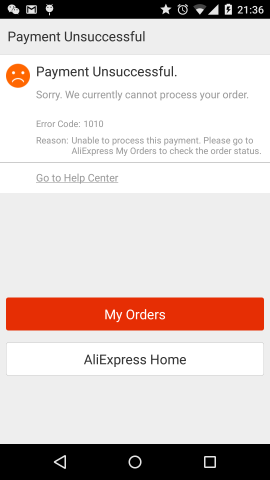 21:36
Payment Unsuccessful
Payment Unsuccessful.
Sorry. We currently cannot process your order.
Error Code: 1010
Reason: Unable to process this payment. Please go to
AliExpress My Orders to check the order status.
Go to Help Center
My Orders
AliExpress Home